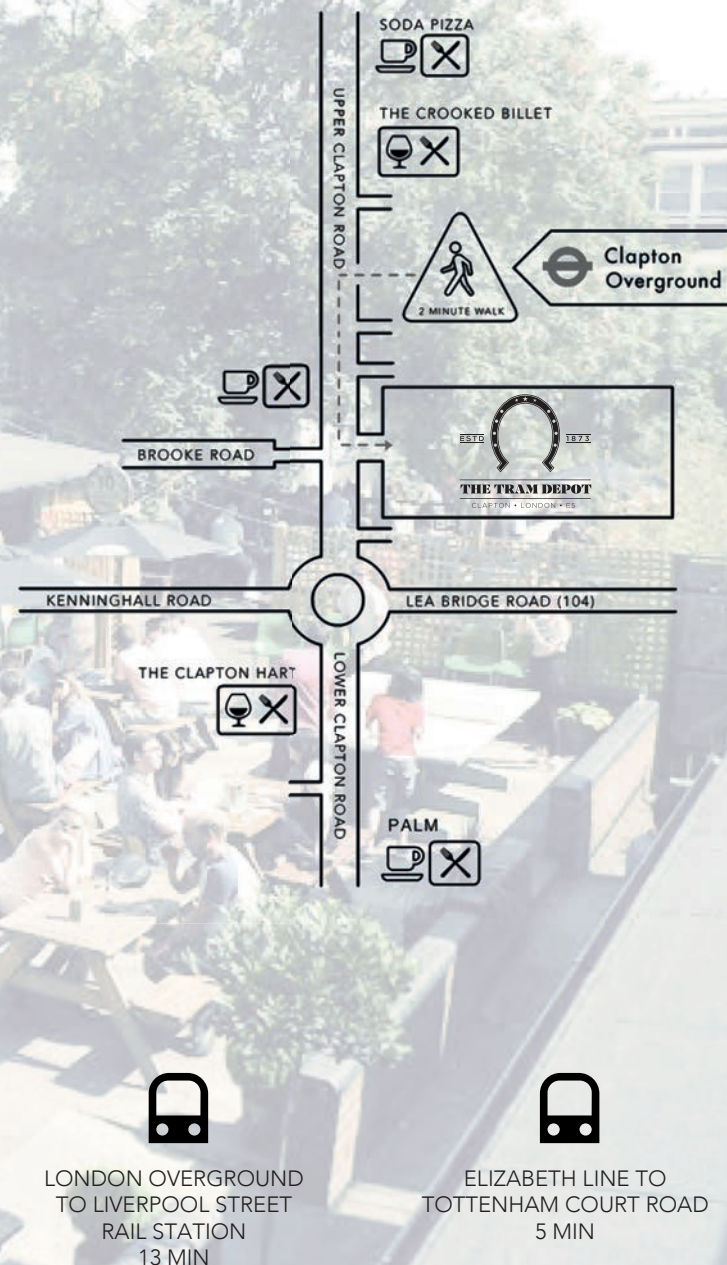 SODA PIZZA
THE CROOKED BILLET
UPPER CLAPTON ROAD
Clapton
Overground
2 MINUTE WALK
ESTD 1873
THE TRAM DEPOT
CLAPTON • LONDON • E5
BROOKE ROAD
KENNINGHALL ROAD
LEA BRIDGE ROAD (104)
THE CLAPTON HART
LOWER CLAPTON ROAD
PALM
LONDON OVERGROUND
TO LIVERPOOL STREET
RAIL STATION
13 MIN
ELIZABETH LINE TO
TOTTENHAM COURT ROAD
5 MIN